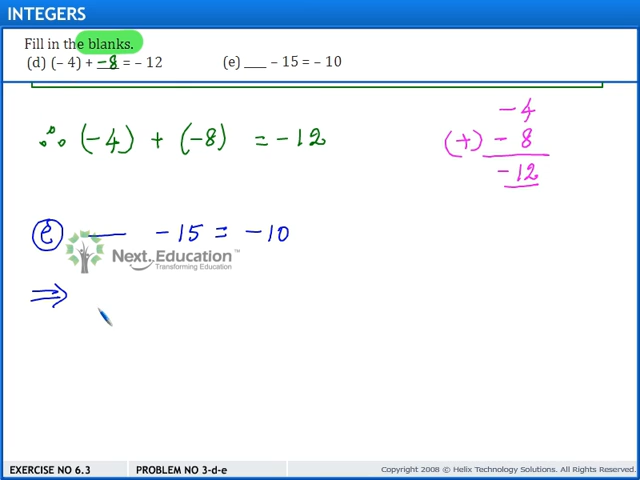 INTEGERS
Fill in the blanks.
(d) (– 4) + -8 = – 12 (e) ___ – 15 = – 10
∴ (-4) + (-8) = -12
-4
(+) - 8
-12
(e) ___ -15 = -10
Next Education™
Transforming Education
⇒
EXERCISE NO 6.3 PROBLEM NO 3-d-e Copyright 2008 © Helix Technology Solutions. All Rights Reserved.